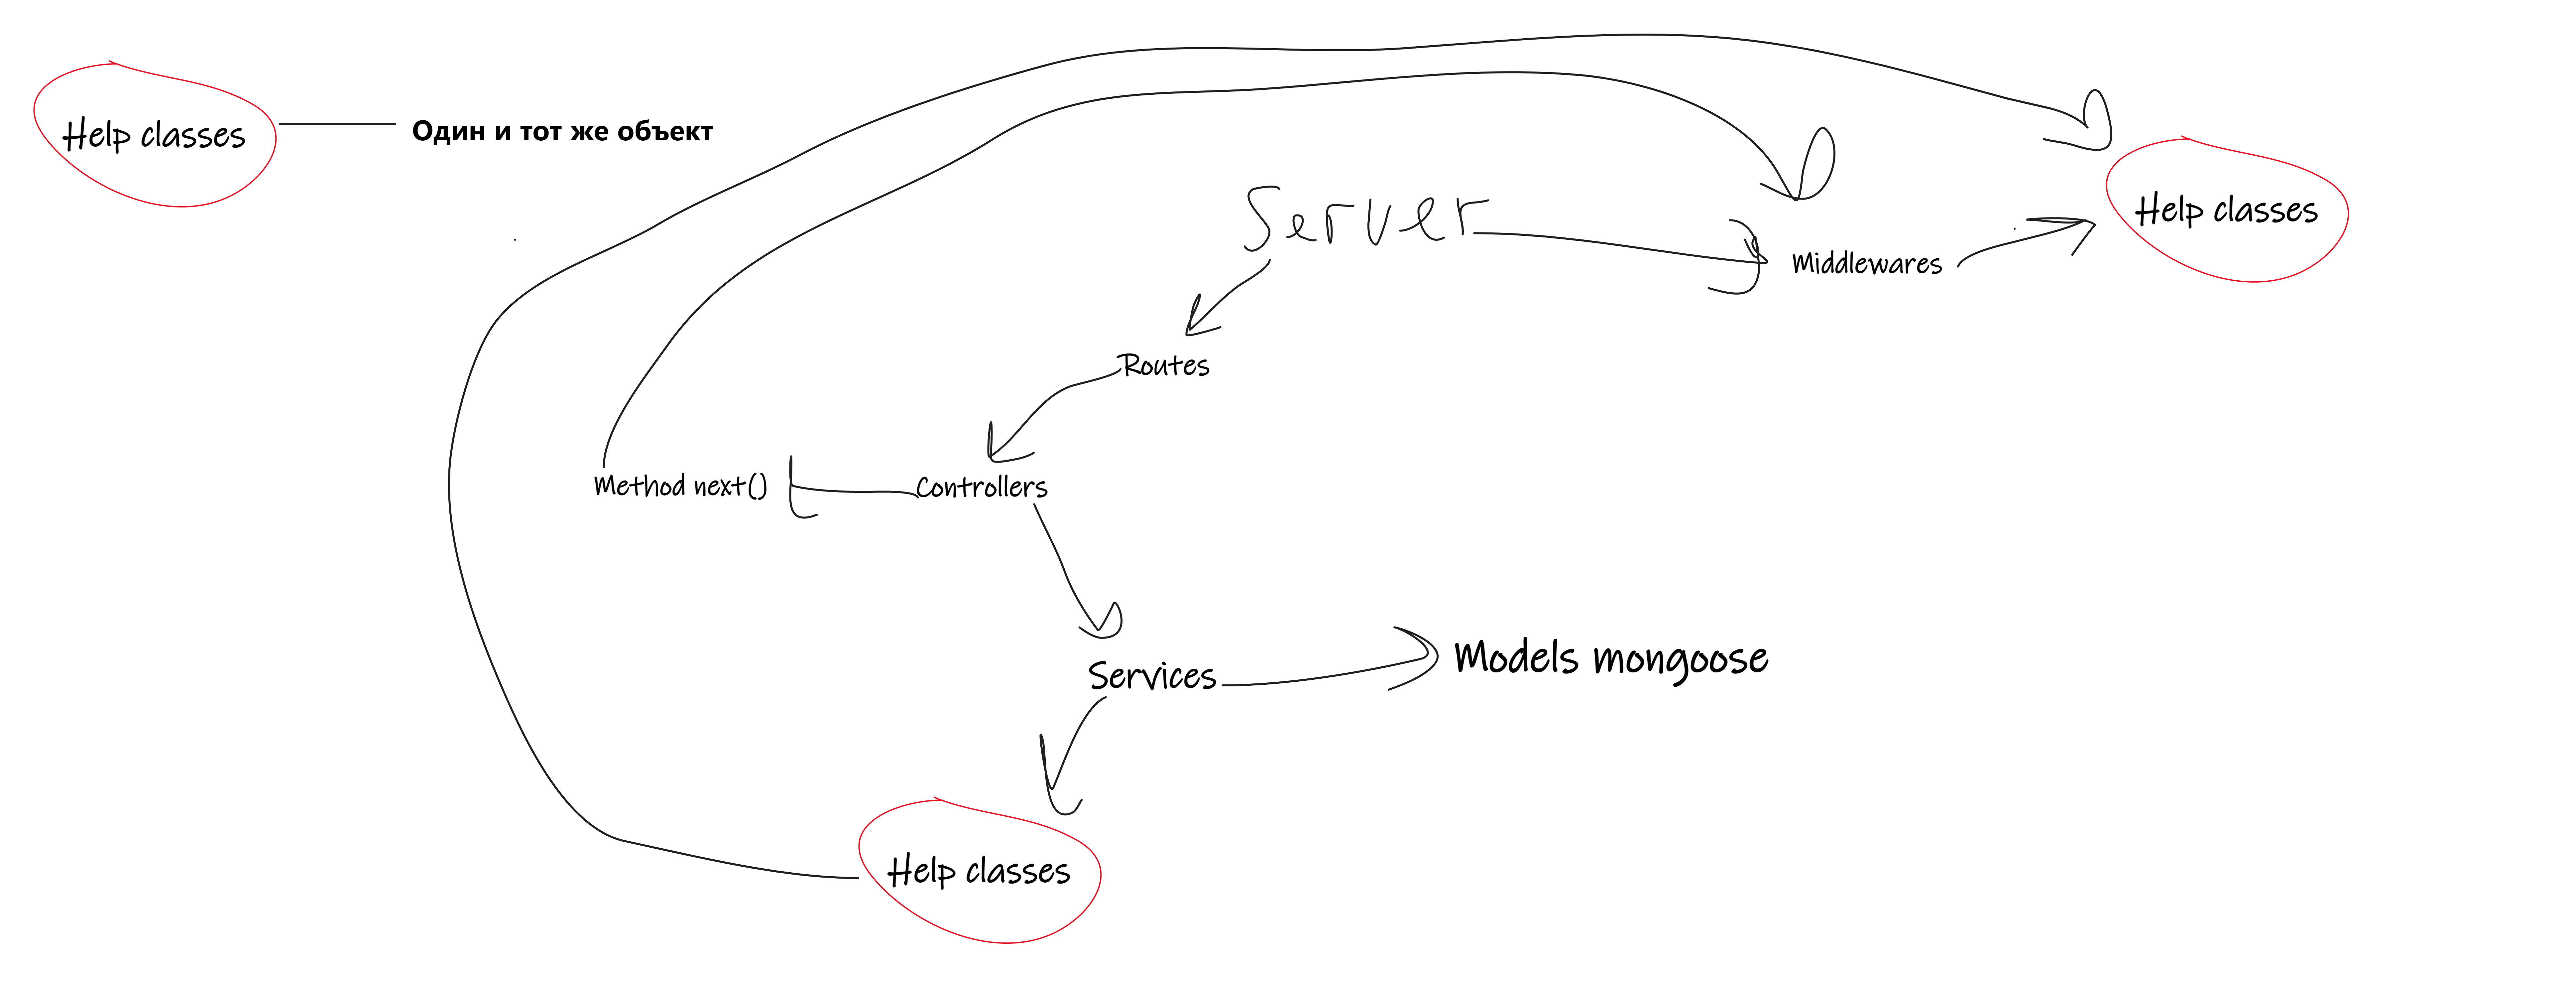 Help classes
Один и тот же объект
Server
Middlewares
Help classes
Routes
Method next()
Controllers
Services
Models mongoose
Help classes